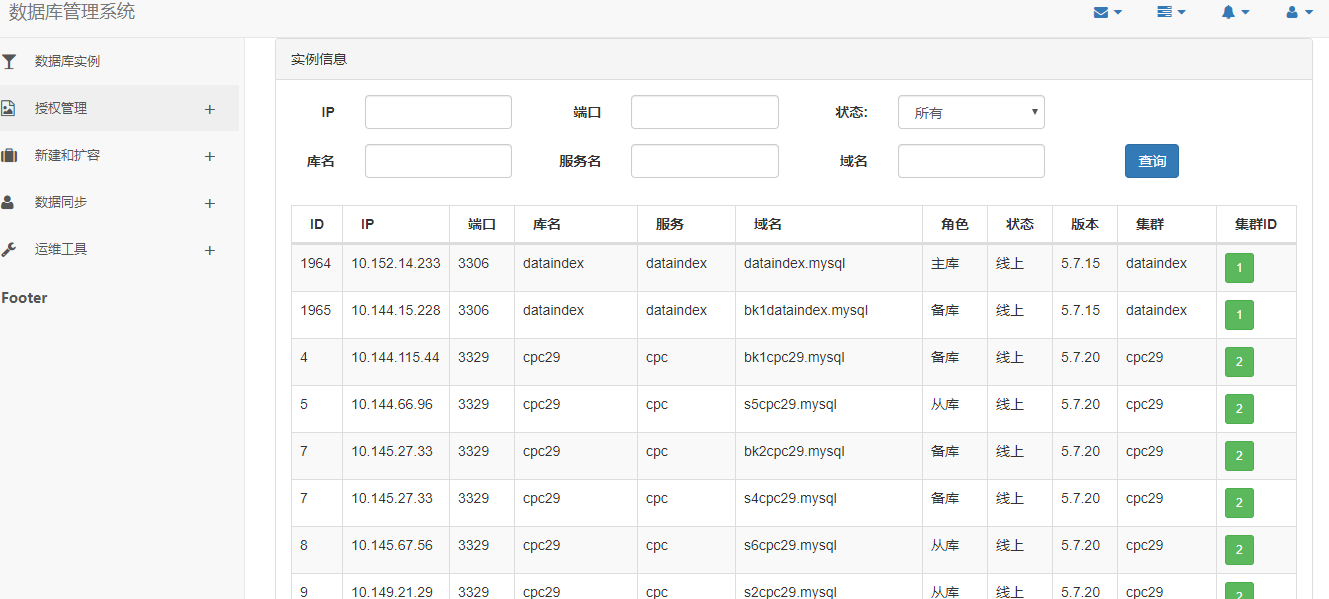 数据库管理系统
数据库实例
授权管理
新建和扩容
数据同步
运维工具
Footer
实例信息
IP 端口 状态: 所有
库名 服务名 域名 查询
ID IP 端口 库名 服务 域名 角色 状态 版本 集群 集群ID
1964 10.152.14.233 3306 dataindex dataindex dataindex.mysql 主库 线上 5.7.15 dataindex 1
1965 10.144.15.228 3306 dataindex dataindex bk1dataindex.mysql 备库 线上 5.7.15 dataindex 1
4 10.144.115.44 3329 cpc29 cpc bk1cpc29.mysql 备库 线上 5.7.20 cpc29 2
5 10.144.66.96 3329 cpc29 cpc s5cpc29.mysql 从库 线上 5.7.20 cpc29 2
7 10.145.27.33 3329 cpc29 cpc bk2cpc29.mysql 备库 线上 5.7.20 cpc29 2
7 10.145.27.33 3329 cpc29 cpc s4cpc29.mysql 备库 线上 5.7.20 cpc29 2
8 10.145.67.56 3329 cpc29 cpc s6cpc29.mysql 从库 线上 5.7.20 cpc29 2
9 10.149.21.29 3329 cpc29 cpc s2cpc29.mysql 从库 线上 5.7.20 cpc29 2